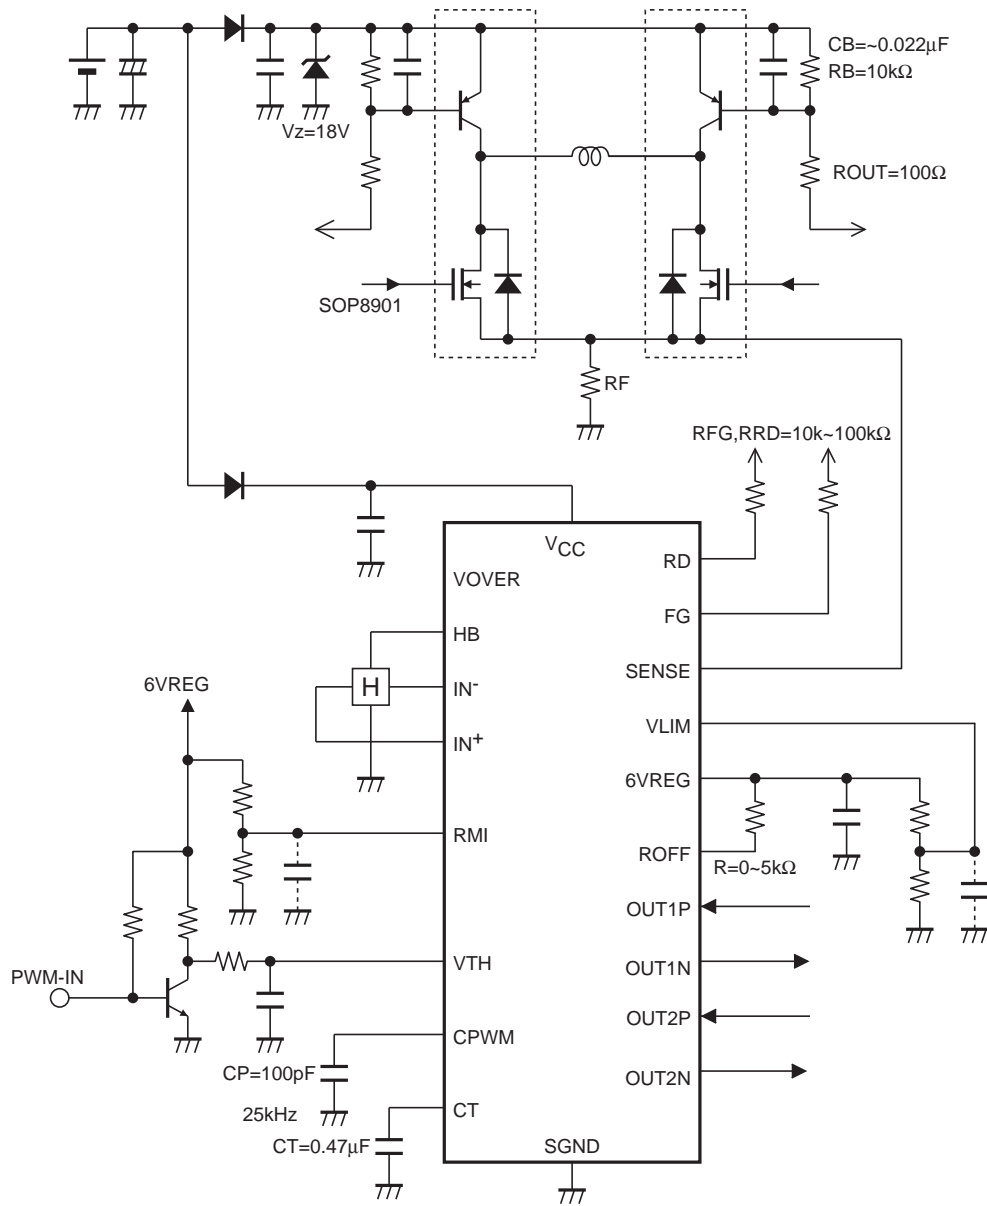 CB=~0.022μF
RB=10kΩ
Vz=18V
ROUT=100Ω
SOP8901
RF
RFG,RRD=10k~100kΩ
VCC
VOVER
RD
HB
FG
H
IN-
SENSE
6VREG
IN+
VLIM
6VREG
RMI
ROFF
R=0~5kΩ
OUT1P
PWM-IN
VTH
OUT1N
OUT2P
CPWM
CP=100pF
OUT2N
25kHz
CT
CT=0.47μF
SGND